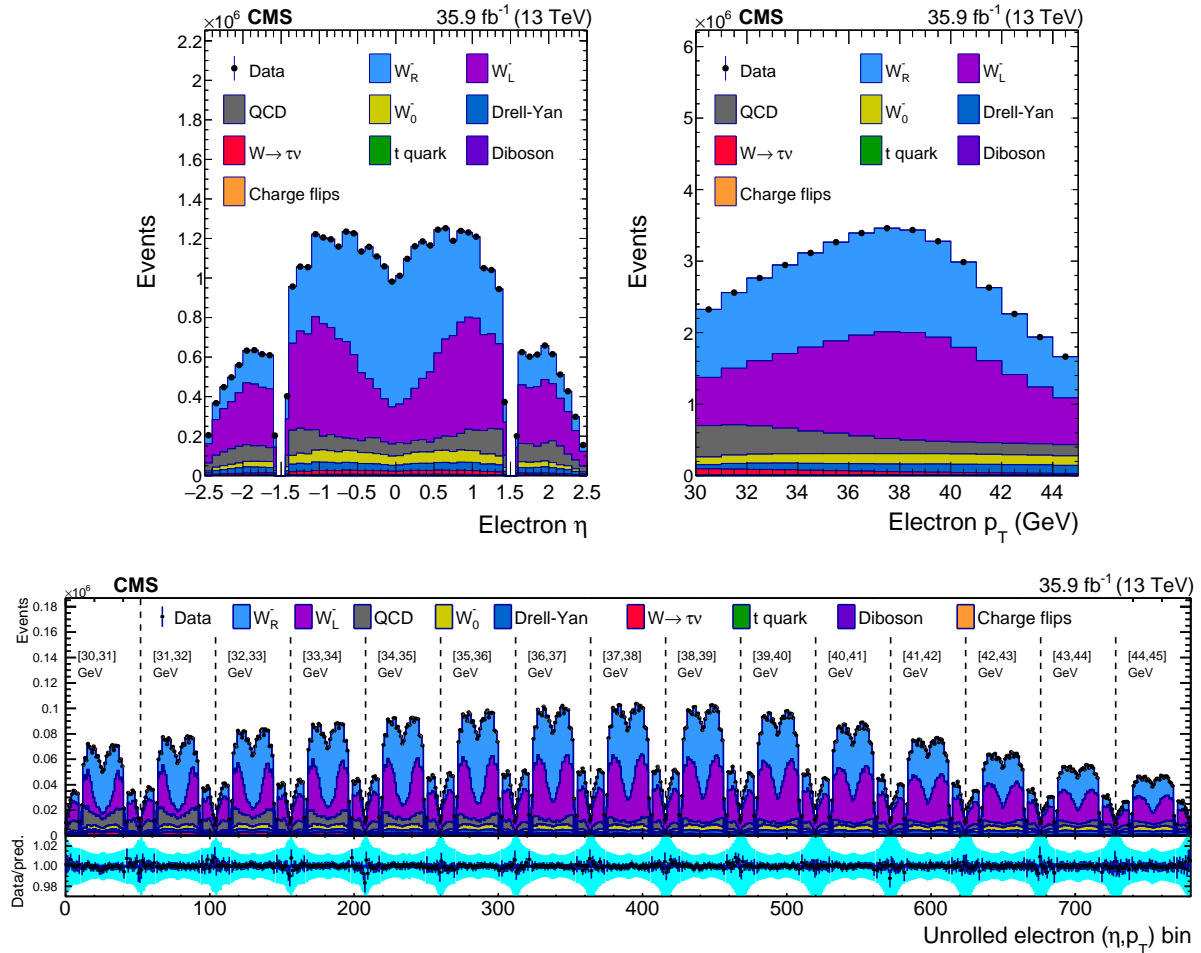 ×10⁶ CMS 35.9 fb⁻¹ (13 TeV)
Events
2.2
2
1.8
1.6
1.4
1.2
1
0.8
0.6
0.4
0.2
0
Data W⁻_R W⁻_L
QCD W⁻_0 Drell-Yan
W→τν t quark Diboson
Charge flips
−2.5 −2 −1.5 −1 −0.5 0 0.5 1 1.5 2 2.5
Electron η
×10⁶ CMS 35.9 fb⁻¹ (13 TeV)
Events
6
5
4
3
2
1
0
Data W⁻_R W⁻_L
QCD W⁻_0 Drell-Yan
W→τν t quark Diboson
Charge flips
30 32 34 36 38 40 42 44
Electron p_T (GeV)
×10⁶ CMS 35.9 fb⁻¹ (13 TeV)
Events
0.18
0.16
0.14
0.12
0.1
0.08
0.06
0.04
0.02
0
Data W⁻_R W⁻_L QCD W⁻_0 Drell-Yan W→τν t quark Diboson Charge flips
[30,31] [31,32] [32,33] [33,34] [34,35] [35,36] [36,37] [37,38] [38,39] [39,40] [40,41] [41,42] [42,43] [43,44] [44,45]
GeV GeV GeV GeV GeV GeV GeV GeV GeV GeV GeV GeV GeV GeV GeV
Data/pred.
1.02
1.00
0.98
0 100 200 300 400 500 600 700
Unrolled electron (η,p_T) bin